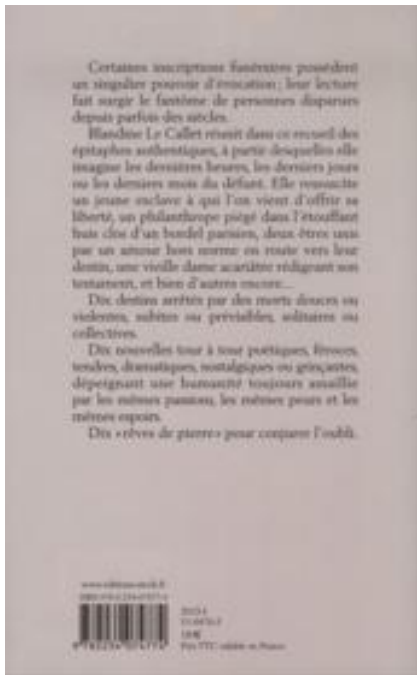 Certaines inscriptions funéraires possèdent
un singulier pouvoir d'évocation ; leur lecture
fait surgir le fantôme de personnes disparues
depuis parfois des siècles.
Blandine Le Callet réunit dans ce recueil des
épitaphes authentiques, à partir desquelles elle
imagine les dernières heures, les derniers jours
ou les derniers mois du défunt. Elle ressuscite
un jeune esclave à qui l'on vient d'offrir sa
liberté, un philanthrope piégé dans l'étouffant
huis clos d'un bordel parisien, deux êtres unis
par un amour hors norme en route vers leur
destin, une vieille dame acariâtre rédigeant son
testament, et bien d'autres encore...
Dix destins arrêtés par des morts douces ou
violentes, subites ou prévisibles, solitaires ou
collectives.
Dix nouvelles tour à tour poétiques, féroces,
tendres, dramatiques, nostalgiques ou grinçantes,
dépeignant une humanité toujours assaillie
par les mêmes passions, les mêmes peurs et les
mêmes espoirs.
Dix « rêves de pierre » pour conjurer l'oubli.
Prix TTC valable en France